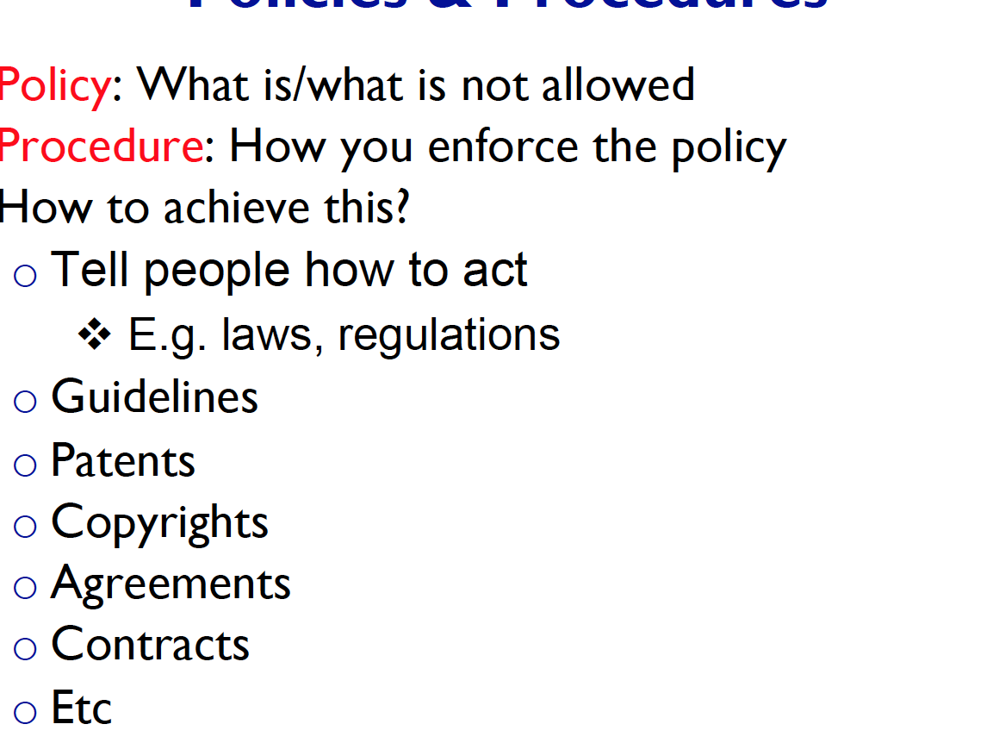 Policies & Procedures
Policy: What is/what is not allowed
Procedure: How you enforce the policy
How to achieve this?
○ Tell people how to act
❖ E.g. laws, regulations
○ Guidelines
○ Patents
○ Copyrights
○ Agreements
○ Contracts
○ Etc